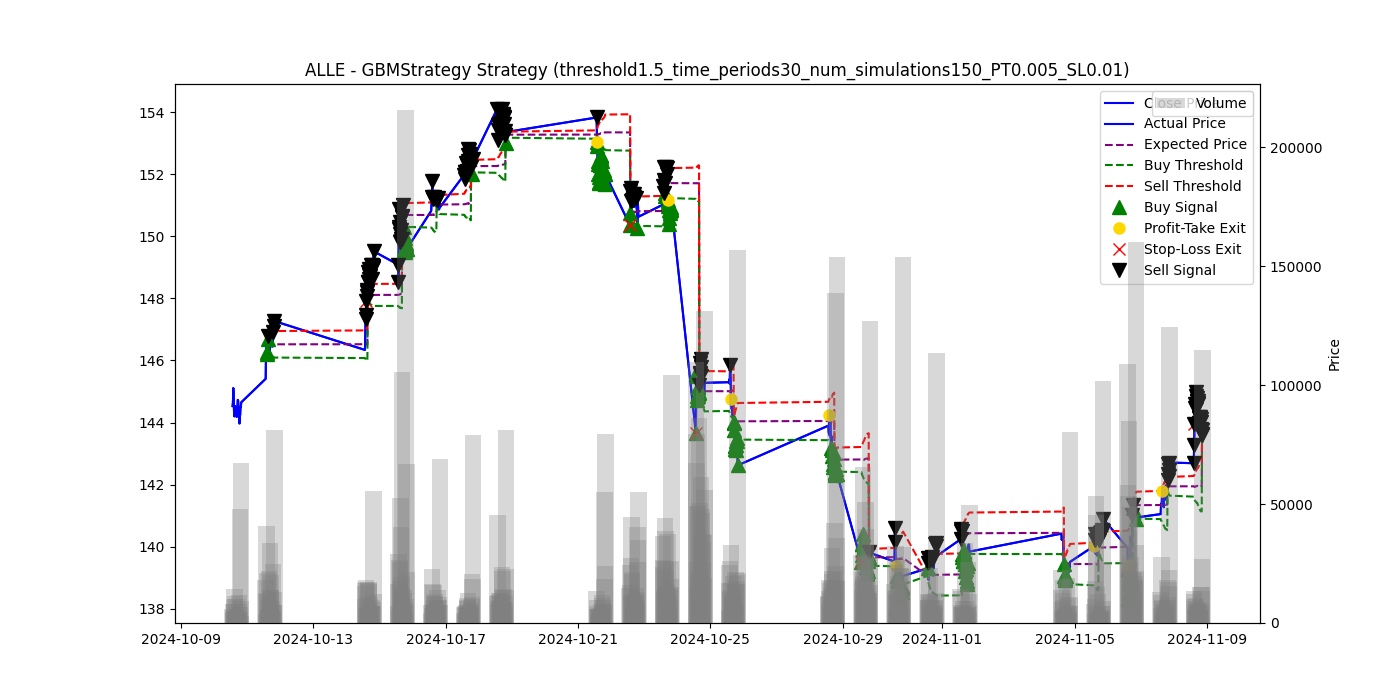 ALLE - GBMStrategy Strategy (threshold1.5_time_periods30_num_simulations150_PT0.005_SL0.01)
154
152
150
148
146
144
142
140
138
Close Price
Volume
Actual Price
Expected Price
Buy Threshold
Sell Threshold
Buy Signal
Profit-Take Exit
Stop-Loss Exit
Sell Signal
200000
150000
100000
50000
0
Price
2024-10-09
2024-10-13
2024-10-17
2024-10-21
2024-10-25
2024-10-29
2024-11-01
2024-11-05
2024-11-09